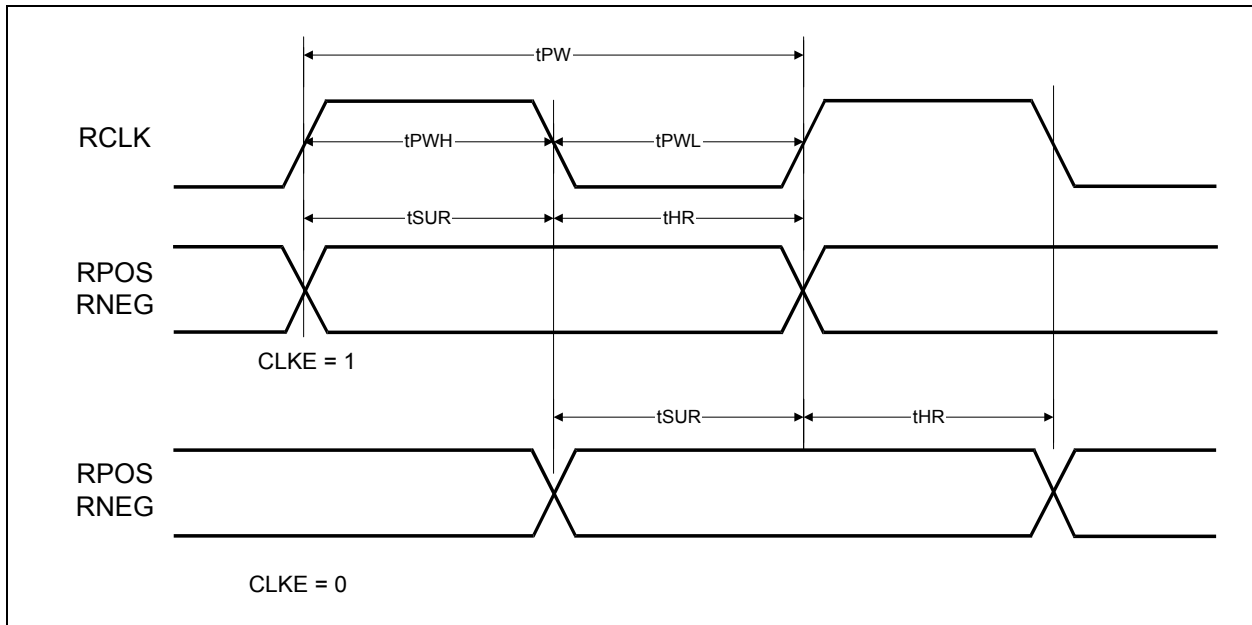 tPW
RCLK
tPWH
tPWL
tSUR
tHR
RPOS
RNEG
CLKE = 1
tSUR
tHR
RPOS
RNEG
CLKE = 0